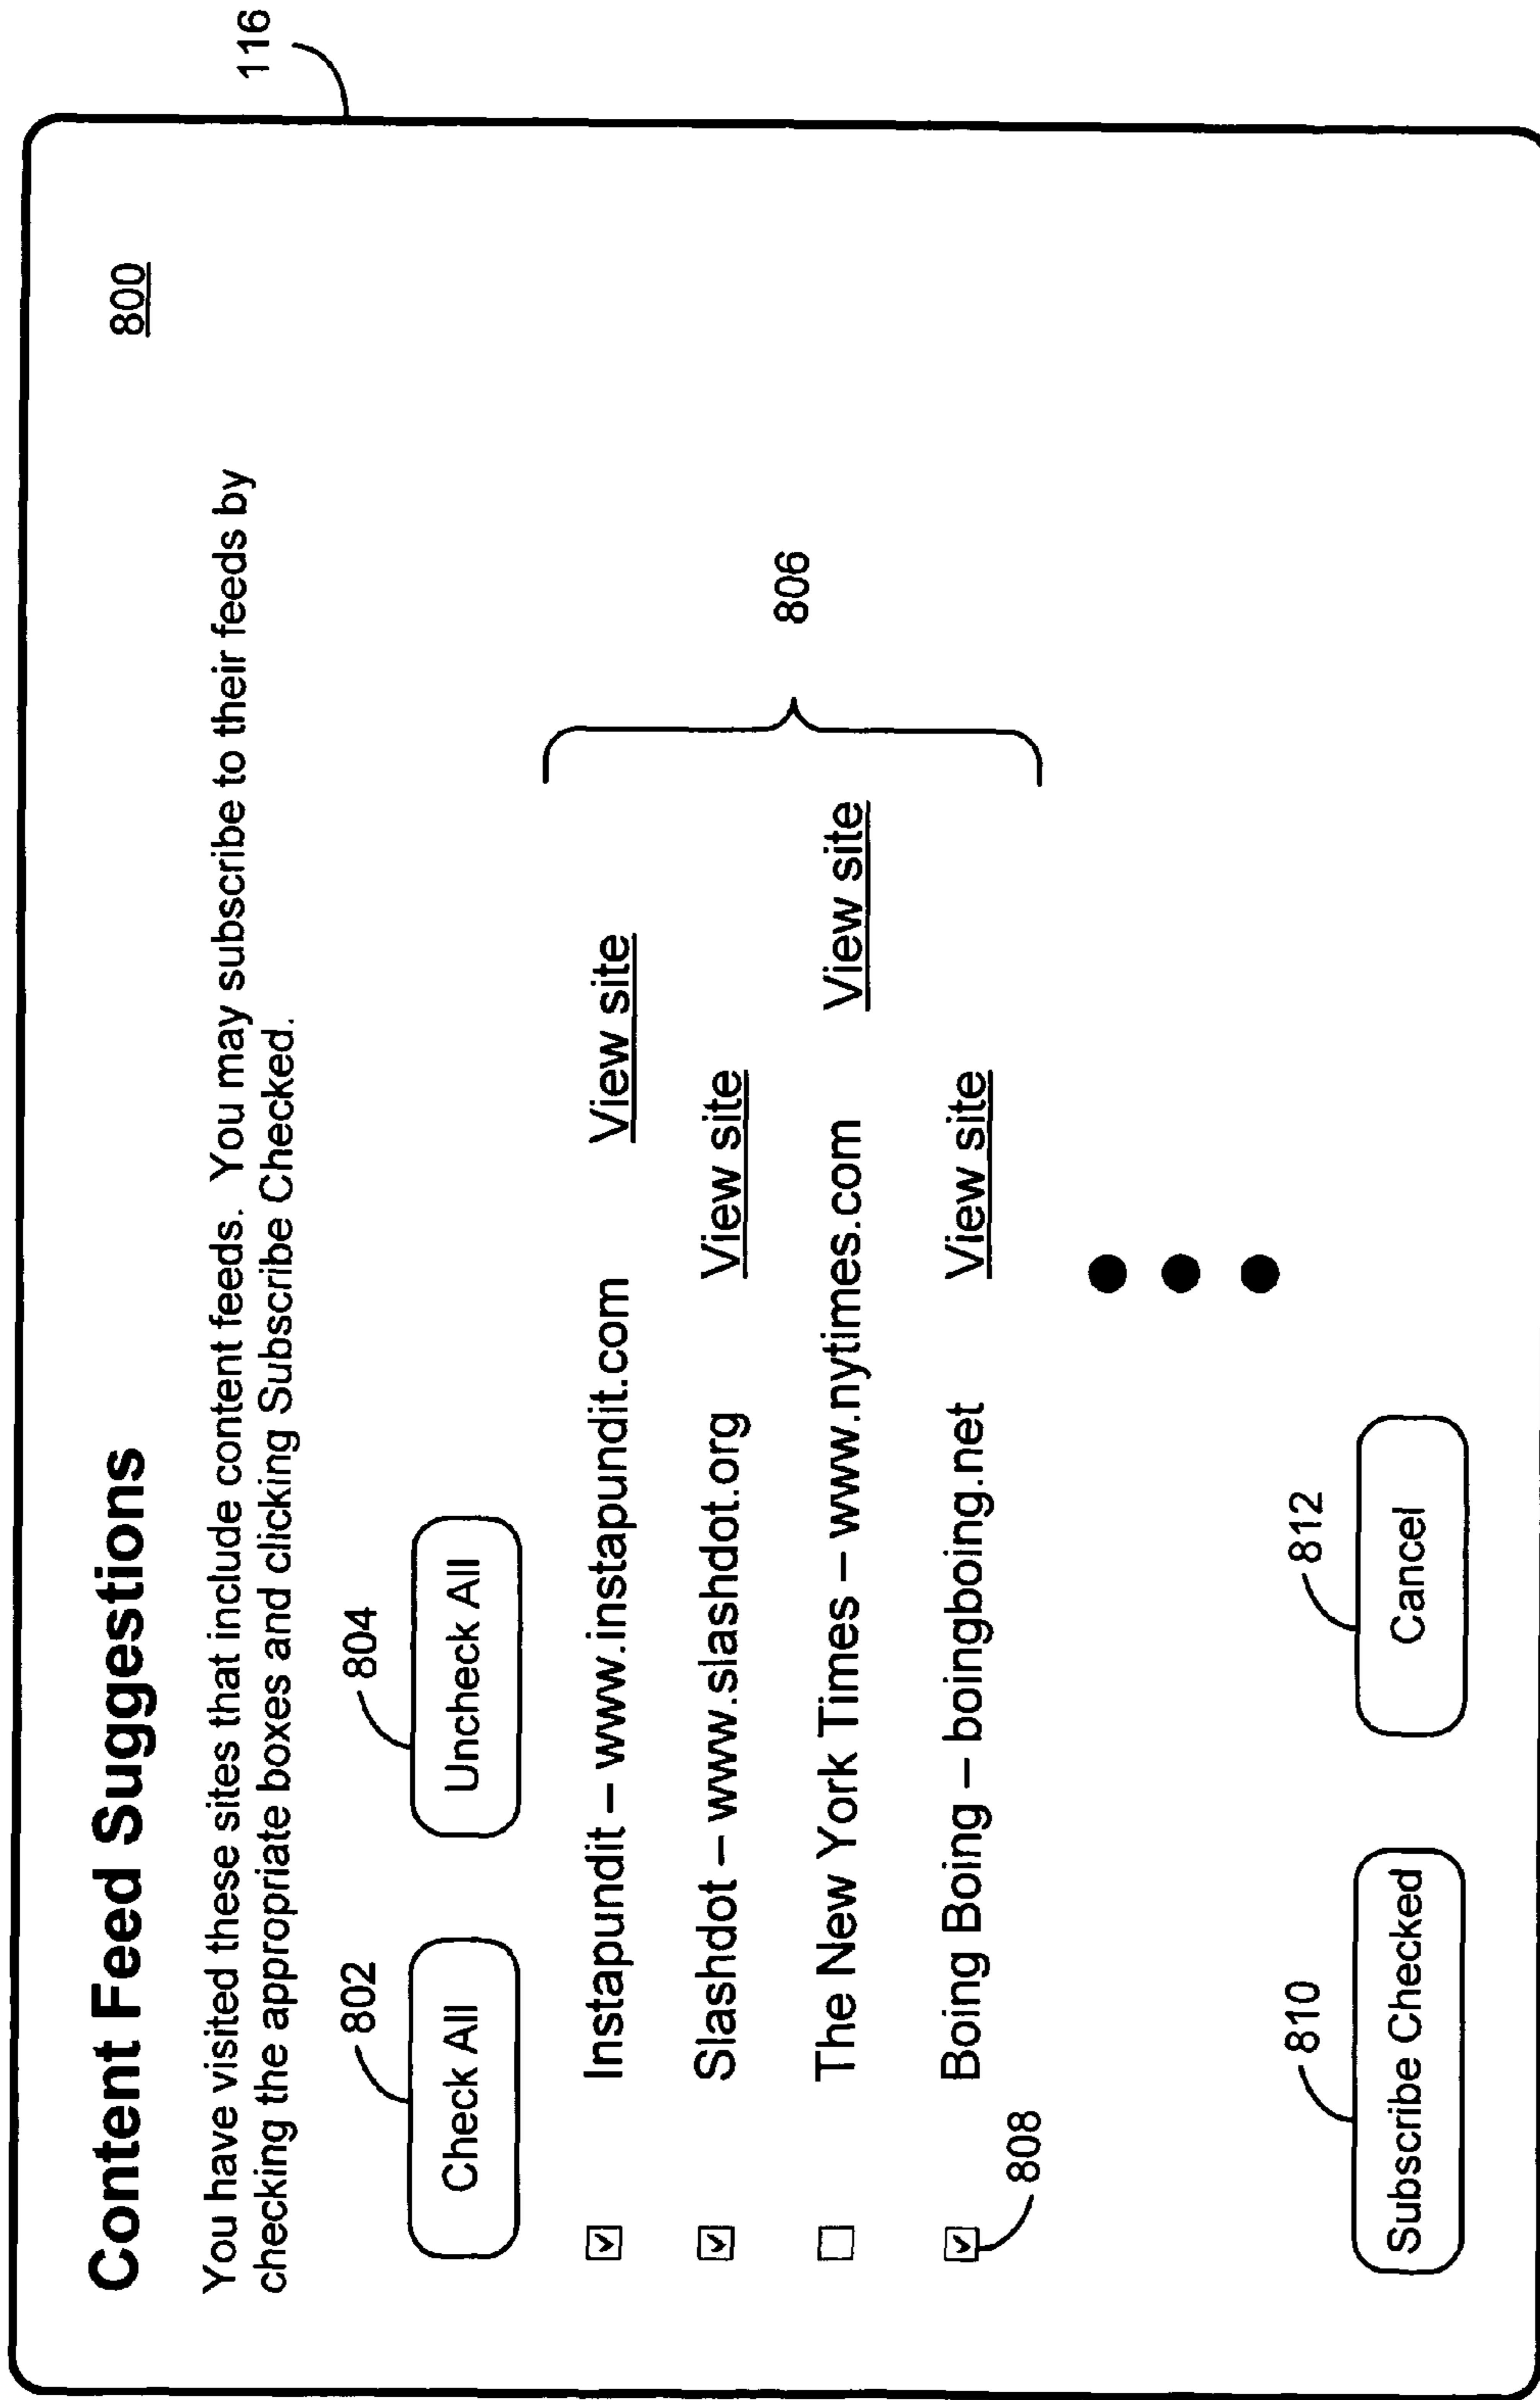 116
800
Content Feed Suggestions
You have visited these sites that include content feeds. You may subscribe to their feeds by
checking the appropriate boxes and clicking Subscribe Checked.
802
804
Check All
Uncheck All
Instapundit – www.instapundit.com View site
Slashdot – www.slashdot.org View site
The New York Times – www.nytimes.com View site
Boing Boing – boingboing.net View site
806
808
810
812
Subscribe Checked
Cancel